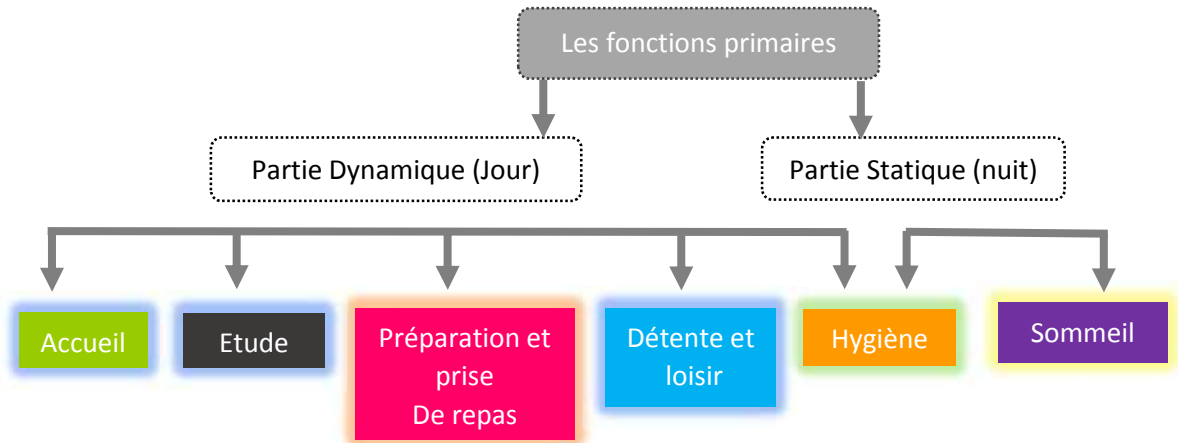 Les fonctions primaires
Partie Dynamique (Jour)
Partie Statique (nuit)
Accueil
Etude
Préparation et
prise
De repas
Détente et
loisir
Hygiène
Sommeil